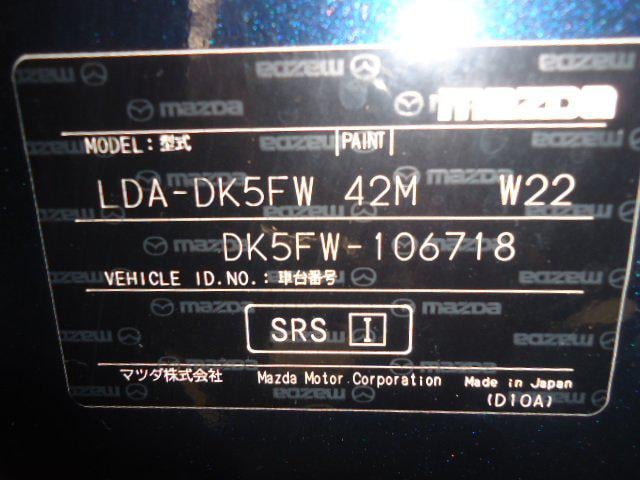 mazda
MODEL: 型式 PAINT
LDA-DK5FW 42M W22
DK5FW-106718
VEHICLE ID.NO.: 車台番号
SRS I
マツダ株式会社 Mazda Motor Corporation Made in Japan
(D10A)